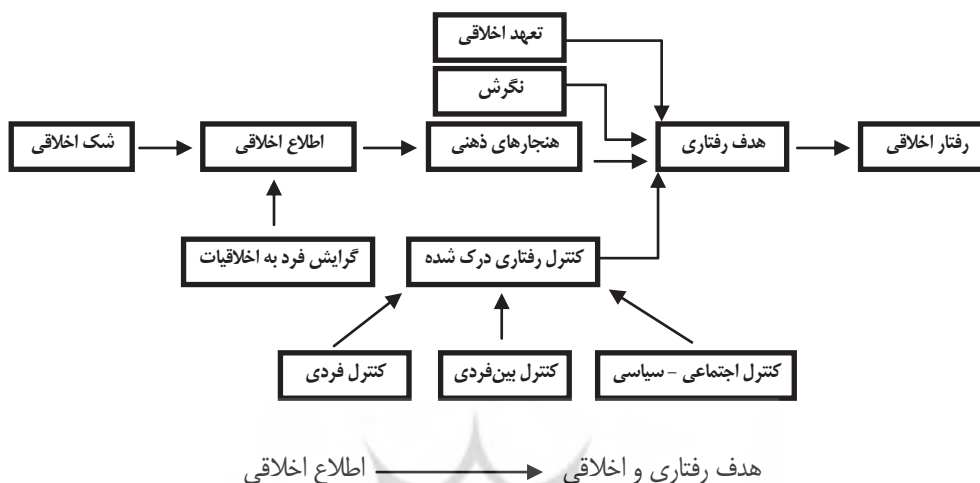 تعهد اخلاقی
نگرش
شک اخلاقی
اطلاع اخلاقی
هنجارهای ذهنی
هدف رفتاری
رفتار اخلاقی
گرایش فرد به اخلاقیات
کنترل رفتاری درک شده
کنترل فردی
کنترل بین‌فردی
کنترل اجتماعی - سیاسی
اطلاع اخلاقی
هدف رفتاری و اخلاقی